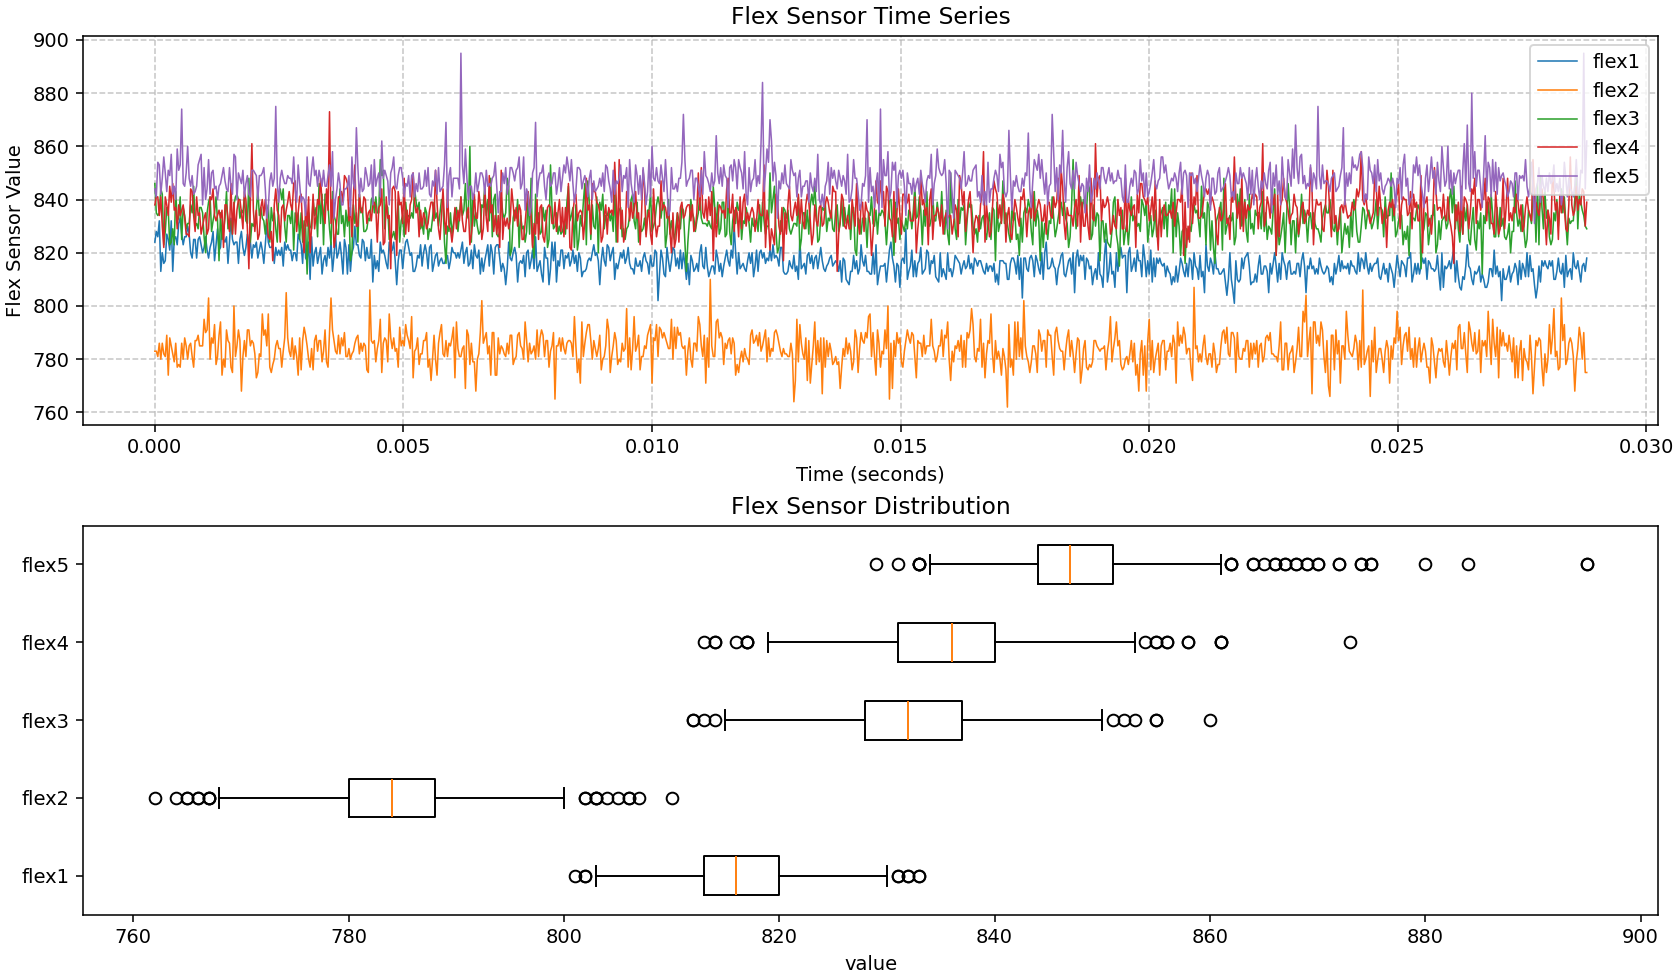 Flex Sensor Time Series
900
880
860
840
820
800
780
760
Flex Sensor Value
flex1
flex2
flex3
flex4
flex5
0.000 0.005 0.010 0.015 0.020 0.025 0.030
Time (seconds)
Flex Sensor Distribution
flex5
flex4
flex3
flex2
flex1
760 780 800 820 840 860 880 900
value